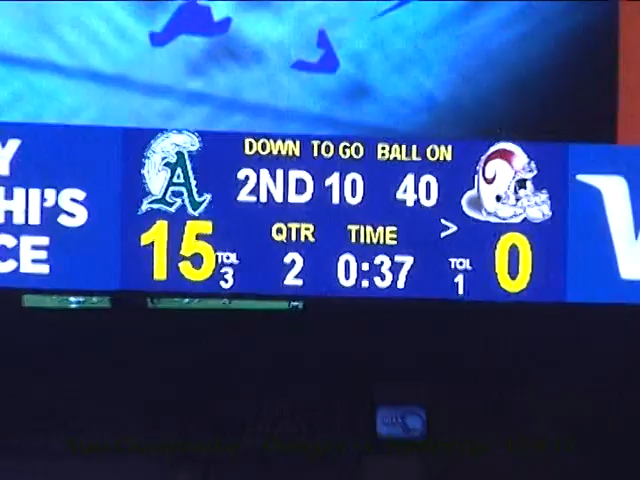 Y
HI'S
CE
A
DOWN TO GO BALL ON
2ND 10 40
15 QTR TIME > 0
TOL 3 2 0:37 TOL 1